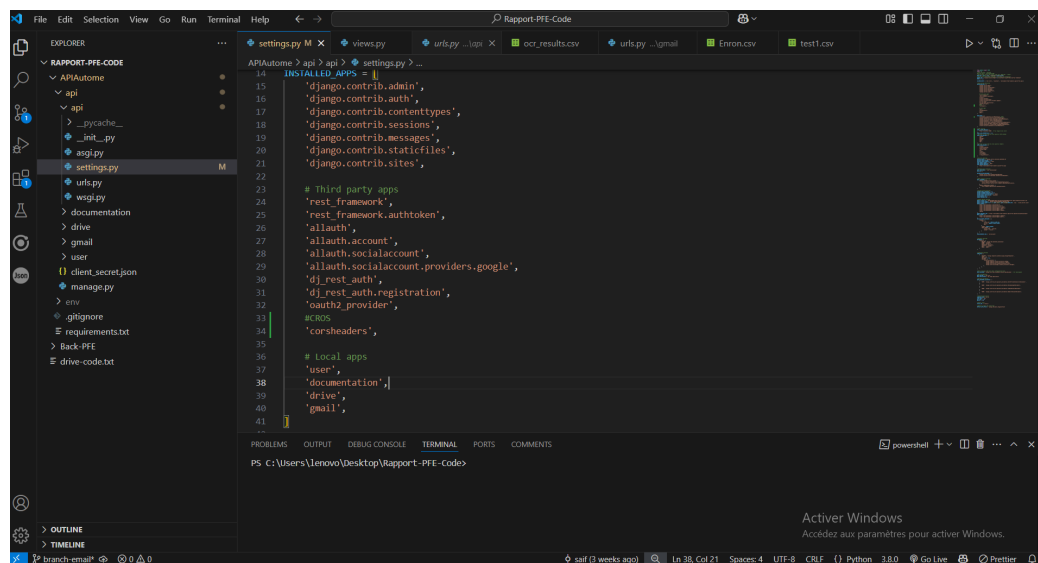 File Edit Selection View Go Run Terminal Help
Rapport-PFE-Code
EXPLORER
RAPPORT-PFE-CODE
APIAutome
api
api
__pycache__
__init__.py
asgi.py
settings.py M
urls.py
wsgi.py
documentation
drive
gmail
user
{} client_secret.json
manage.py
env
.gitignore
requirements.txt
Back-PFE
drive-code.txt
OUTLINE
TIMELINE
settings.py M
views.py
urls.py ...\api
ocr_results.csv
urls.py ...\gmail
Enron.csv
test1.csv
APIAutome > api > api > settings.py > ...
14 INSTALLED_APPS = [
15 'django.contrib.admin',
16 'django.contrib.auth',
17 'django.contrib.contenttypes',
18 'django.contrib.sessions',
19 'django.contrib.messages',
20 'django.contrib.staticfiles',
21 'django.contrib.sites',
22
23 # Third party apps
24 'rest_framework',
25 'rest_framework.authtoken',
26 'allauth',
27 'allauth.account',
28 'allauth.socialaccount',
29 'allauth.socialaccount.providers.google',
30 'dj_rest_auth',
31 'dj_rest_auth.registration',
32 'oauth2_provider',
33 #CROS
34 'corsheaders',
35
36 # Local apps
37 'user',
38 'documentation',
39 'drive',
40 'gmail',
41 ]
PROBLEMS OUTPUT DEBUG CONSOLE TERMINAL PORTS COMMENTS
powershell
PS C:\Users\lenovo\Desktop\Rapport-PFE-Code>
Activer Windows
Accédez aux paramètres pour activer Windows.
branch-email* 0 0 saif (3 weeks ago) Ln 38, Col 21 Spaces: 4 UTF-8 CRLF {} Python 3.8.0 Go Live Prettier